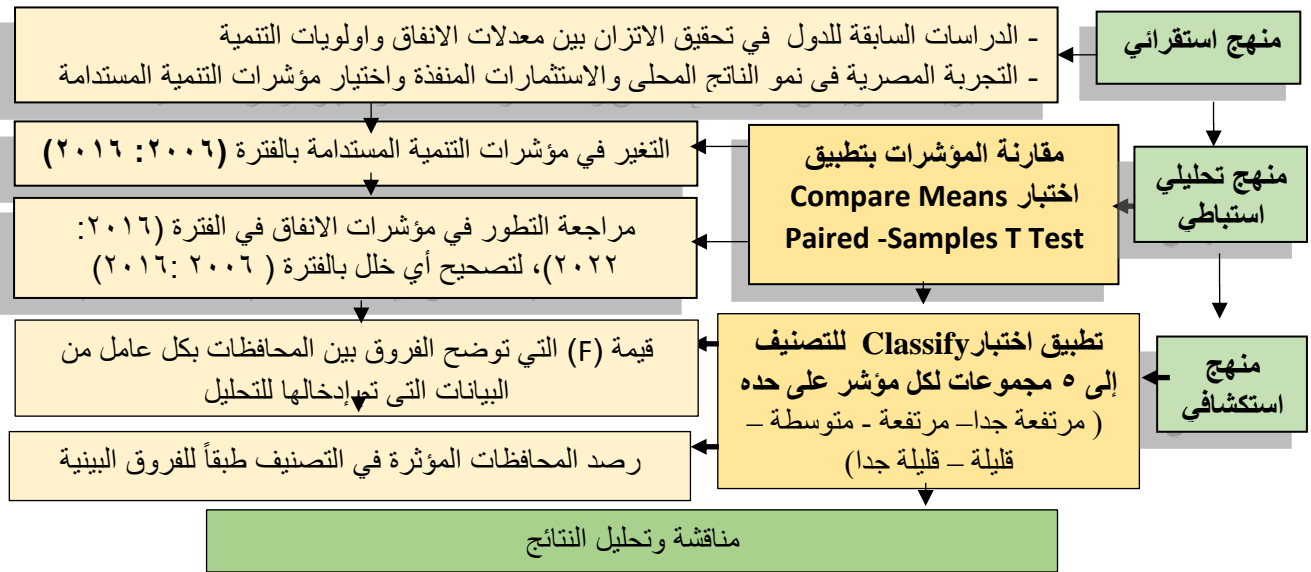 منهج استقرائي
- الدراسات السابقة للدول في تحقيق الاتزان بين معدلات الانفاق واولويات التنمية
- التجربة المصرية فى نمو الناتج المحلى والاستثمارات المنفذة واختيار مؤشرات التنمية المستدامة
منهج تحليلي
استباطي
مقارنة المؤشرات بتطبيق
اختبار Compare Means
Paired -Samples T Test
التغير في مؤشرات التنمية المستدامة بالفترة (٢٠٠٦: ٢٠١٦)
مراجعة التطور في مؤشرات الانفاق في الفترة (٢٠١٦:
٢٠٢٢)، لتصحيح أي خلل بالفترة ( ٢٠٠٦ :٢٠١٦)
منهج
استكشافي
تطبيق اختبارClassify للتصنيف
إلى ٥ مجموعات لكل مؤشر على حده
( مرتفعة جدا– مرتفعة - متوسطة –
قليلة – قليلة جدا)
قيمة (F) التي توضح الفروق بين المحافظات بكل عامل من
البيانات التى تم إدخالها للتحليل
رصد المحافظات المؤثرة في التصنيف طبقاً للفروق البينية
مناقشة وتحليل النتائج